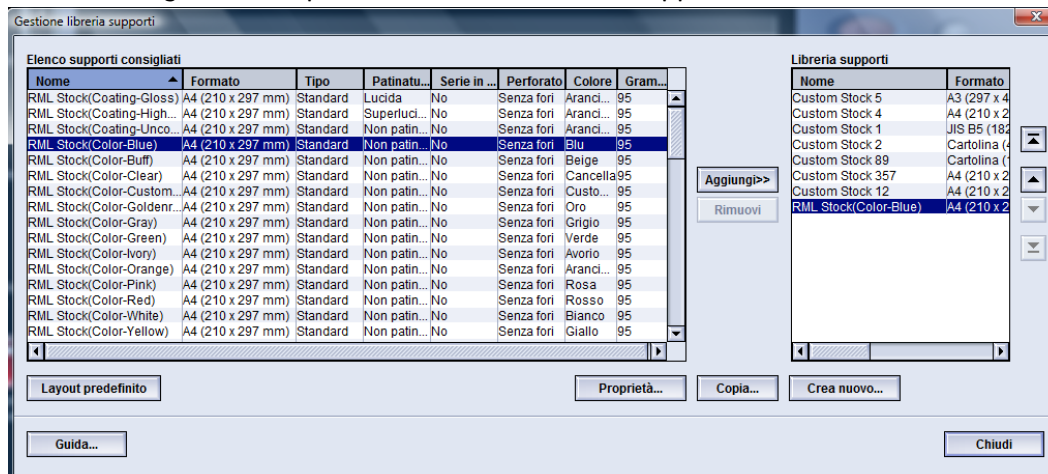 Gestione libreria supporti
Elenco supporti consigliati
Nome Formato Tipo Patinatu... Serie in ... Perforato Colore Gram...
RML Stock(Coating-Gloss) A4 (210 x 297 mm) Standard Lucida No Senza fori Aranci... 95
RML Stock(Coating-High... A4 (210 x 297 mm) Standard Superluci... No Senza fori Aranci... 95
RML Stock(Coating-Unco... A4 (210 x 297 mm) Standard Non patin... No Senza fori Aranci... 95
RML Stock(Color-Blue) A4 (210 x 297 mm) Standard Non patin... No Senza fori Blu 95
RML Stock(Color-Buff) A4 (210 x 297 mm) Standard Non patin... No Senza fori Beige 95
RML Stock(Color-Clear) A4 (210 x 297 mm) Standard Non patin... No Senza fori Cancella 95
RML Stock(Color-Custom... A4 (210 x 297 mm) Standard Non patin... No Senza fori Custo... 95
RML Stock(Color-Goldenr... A4 (210 x 297 mm) Standard Non patin... No Senza fori Oro 95
RML Stock(Color-Gray) A4 (210 x 297 mm) Standard Non patin... No Senza fori Grigio 95
RML Stock(Color-Green) A4 (210 x 297 mm) Standard Non patin... No Senza fori Verde 95
RML Stock(Color-Ivory) A4 (210 x 297 mm) Standard Non patin... No Senza fori Avorio 95
RML Stock(Color-Orange) A4 (210 x 297 mm) Standard Non patin... No Senza fori Aranci... 95
RML Stock(Color-Pink) A4 (210 x 297 mm) Standard Non patin... No Senza fori Rosa 95
RML Stock(Color-Red) A4 (210 x 297 mm) Standard Non patin... No Senza fori Rosso 95
RML Stock(Color-White) A4 (210 x 297 mm) Standard Non patin... No Senza fori Bianco 95
RML Stock(Color-Yellow) A4 (210 x 297 mm) Standard Non patin... No Senza fori Giallo 95
Aggiungi>>
Rimuovi
Libreria supporti
Nome Formato
Custom Stock 5 A3 (297 x 4
Custom Stock 4 A4 (210 x 2
Custom Stock 1 JIS B5 (182
Custom Stock 2 Cartolina (4
Custom Stock 89 Cartolina (
Custom Stock 357 A4 (210 x 2
Custom Stock 12 A4 (210 x 2
RML Stock(Color-Blue) A4 (210 x 2
Layout predefinito Proprietà... Copia... Crea nuovo...
Guida... Chiudi